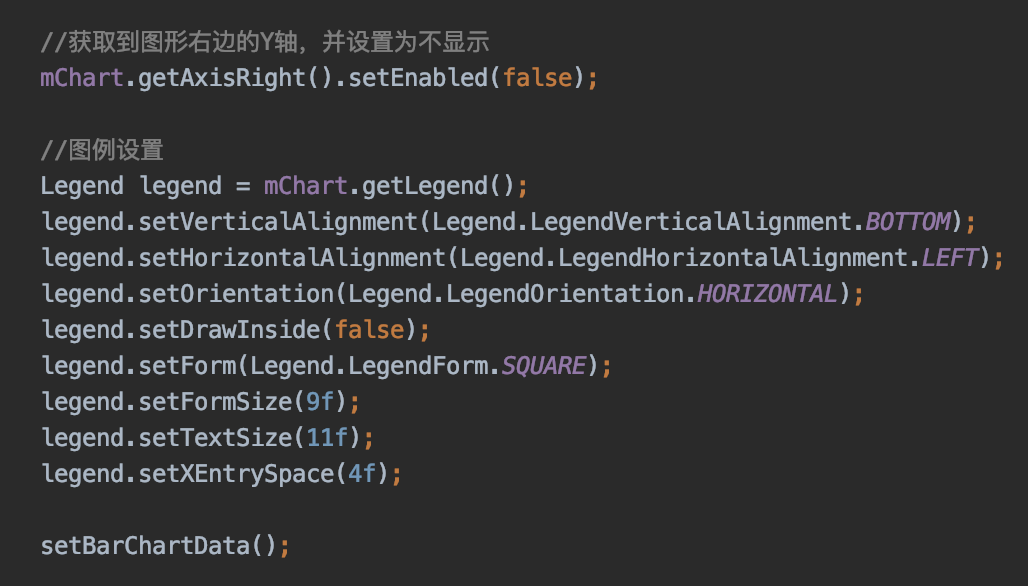 //获取到图形右边的Y轴，并设置为不显示
mChart.getAxisRight().setEnabled(false);
//图例设置
Legend legend = mChart.getLegend();
legend.setVerticalAlignment(Legend.LegendVerticalAlignment.BOTTOM);
legend.setHorizontalAlignment(Legend.LegendHorizontalAlignment.LEFT);
legend.setOrientation(Legend.LegendOrientation.HORIZONTAL);
legend.setDrawInside(false);
legend.setForm(Legend.LegendForm.SQUARE);
legend.setFormSize(9f);
legend.setTextSize(11f);
legend.setXEntrySpace(4f);
setBarChartData();